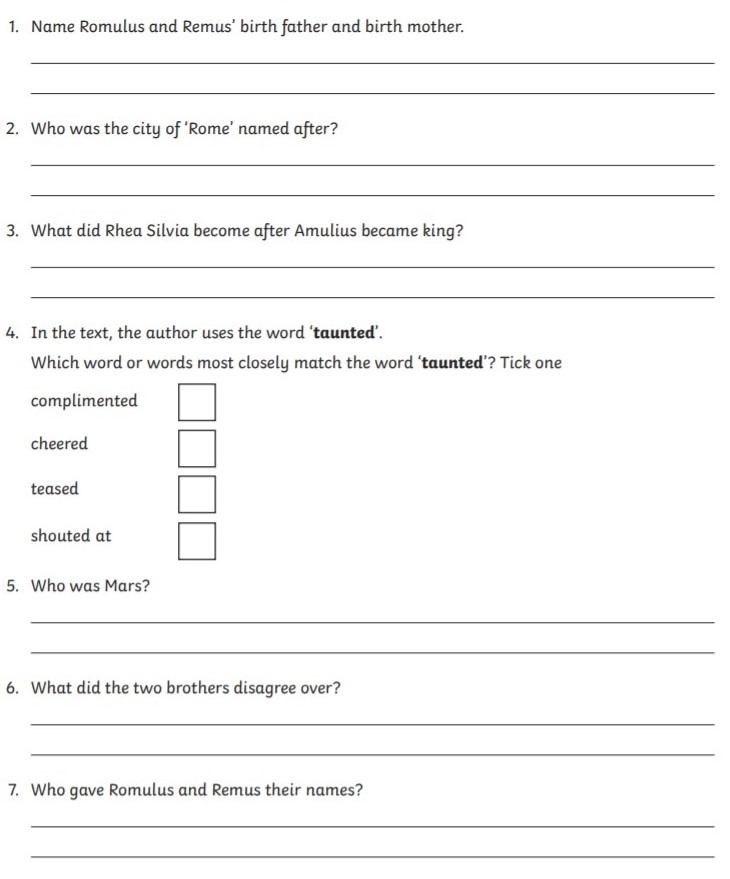 1. Name Romulus and Remus’ birth father and birth mother.
2. Who was the city of ‘Rome’ named after?
3. What did Rhea Silvia become after Amulius became king?
4. In the text, the author uses the word ‘taunted’.
Which word or words most closely match the word ‘taunted’? Tick one
complimented
cheered
teased
shouted at
5. Who was Mars?
6. What did the two brothers disagree over?
7. Who gave Romulus and Remus their names?